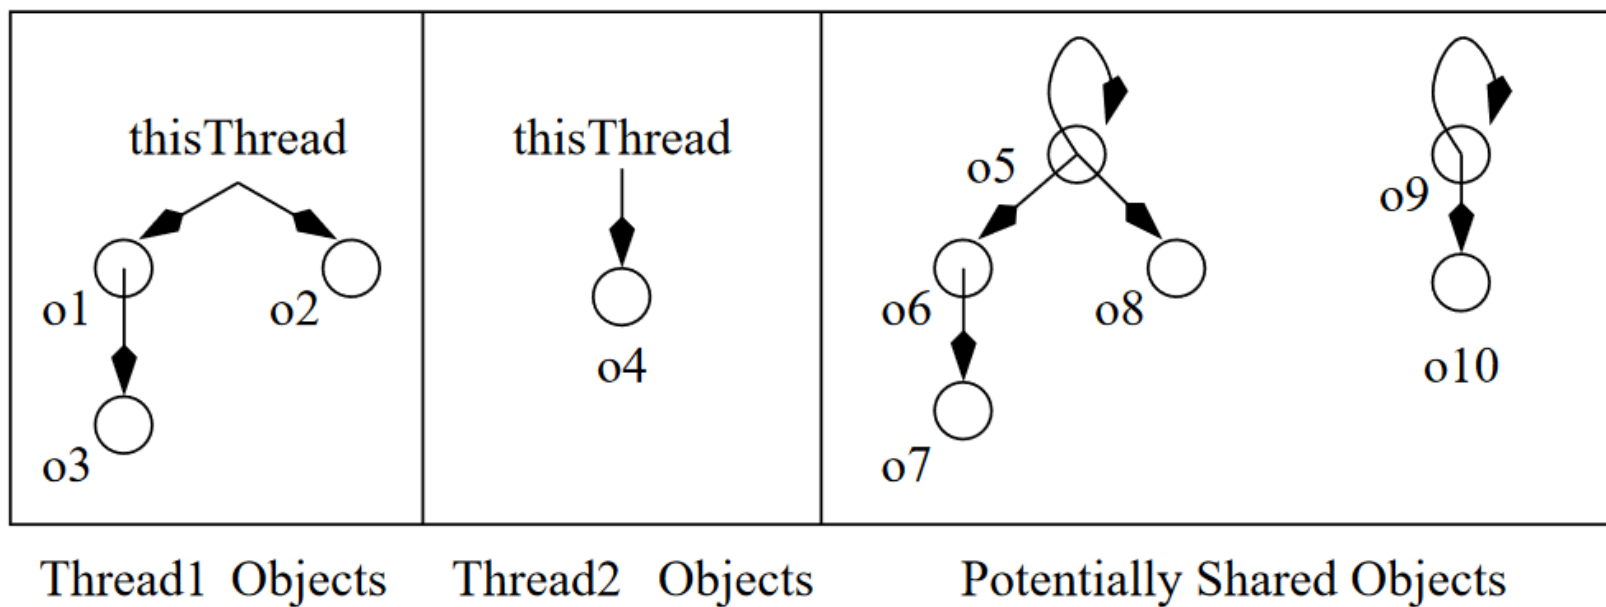 thisThread
thisThread
o5
o9
o1
o2
o6
o8
o4
o10
o3
o7
Thread1 Objects
Thread2 Objects
Potentially Shared Objects